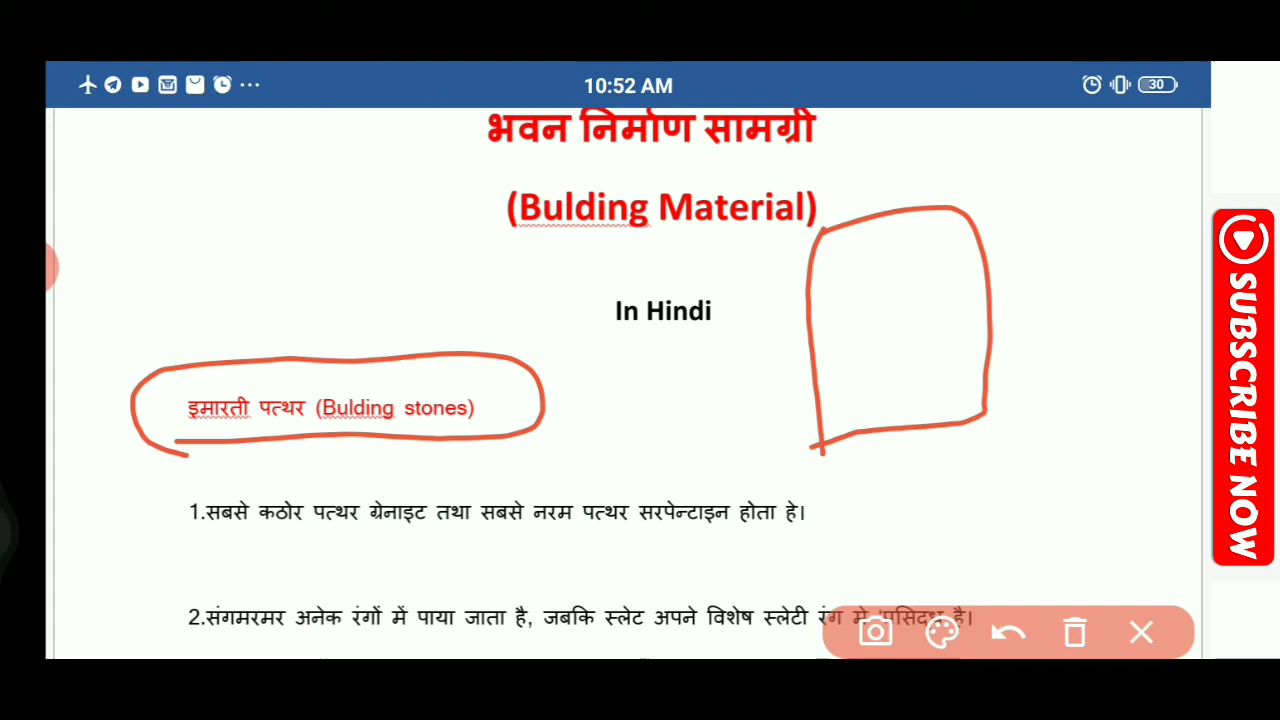 10:52 AM
30
भवन निर्माण सामग्री
(Bulding Material)
In Hindi
इमारती पत्थर (Bulding stones)
1.सबसे कठोर पत्थर ग्रेनाइट तथा सबसे नरम पत्थर सरपेन्टाइन होता हे।
2.संगमरमर अनेक रंगों में पाया जाता है, जबकि स्लेट अपने विशेष स्लेटी रंग मे है।
SUBSCRIBE NOW